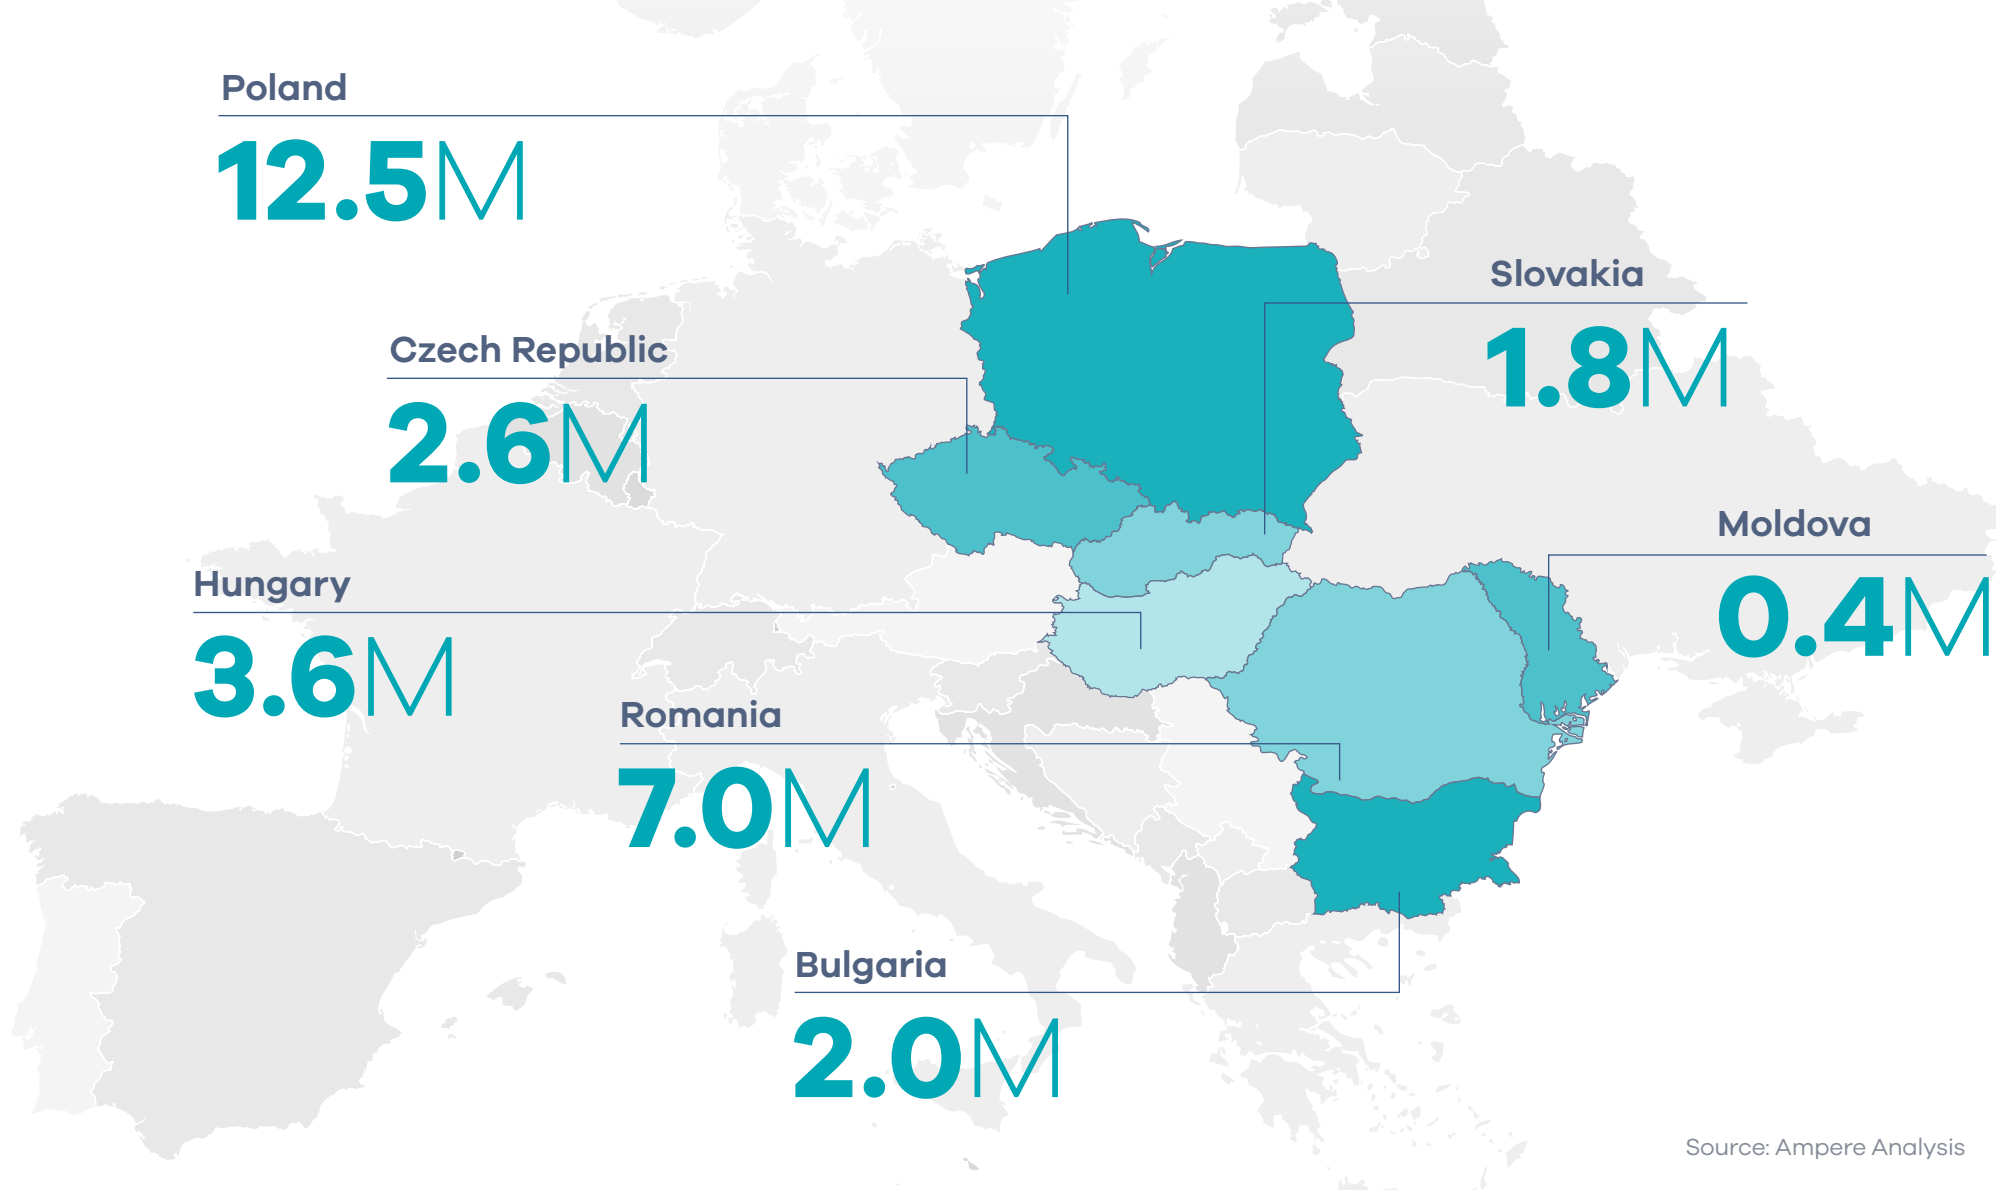 Poland
12.5M
Slovakia
1.8M
Czech Republic
2.6M
Moldova
0.4M
Hungary
3.6M
Romania
7.0M
Bulgaria
2.0M
Source: Ampere Analysis